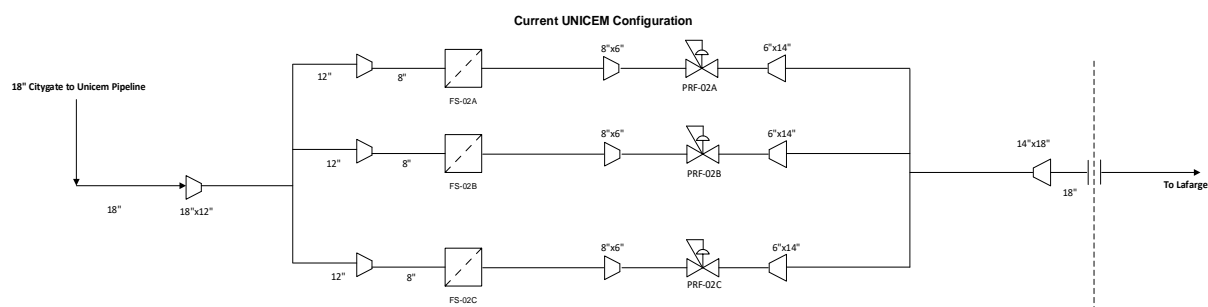 Current UNICEM Configuration
8"x6"
6"x14"
12"
8"
18" Citygate to Unicem Pipeline
FS-02A
PRF-02A
8"x6"
6"x14"
14"x18"
12"
8"
FS-02B
PRF-02B
18"
To Lafarge
18"
18"x12"
8"x6"
6"x14"
12"
8"
FS-02C
PRF-02C